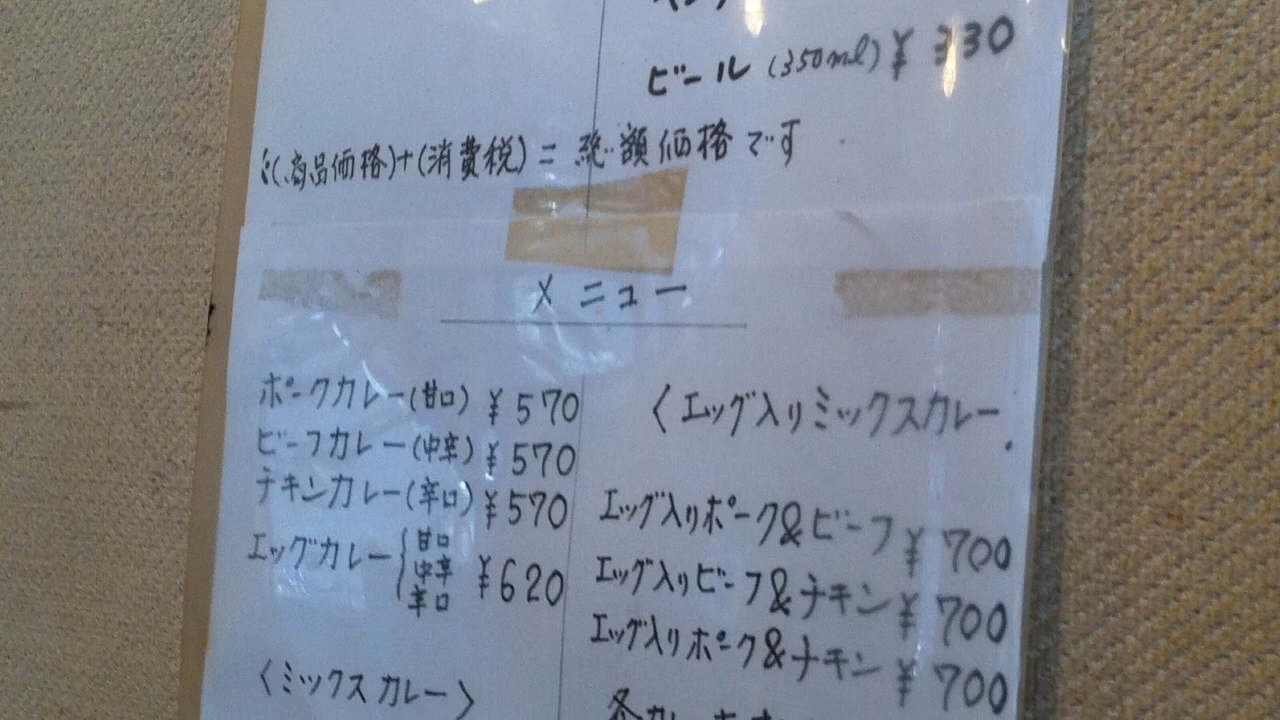 ビール (350ml) ¥330
(商品価格)+(消費税)=総額価格です
メニュー
ポークカレー(甘口) ¥570
ビーフカレー(中辛) ¥570
チキンカレー(辛口) ¥570
エッグカレー{甘口 中辛 辛口 ¥620
〈ミックスカレー〉
〈エッグ入りミックスカレー
エッグ入りポーク&ビーフ ¥700
エッグ入りビーフ&チキン ¥700
エッグ入りポーク&チキン ¥700